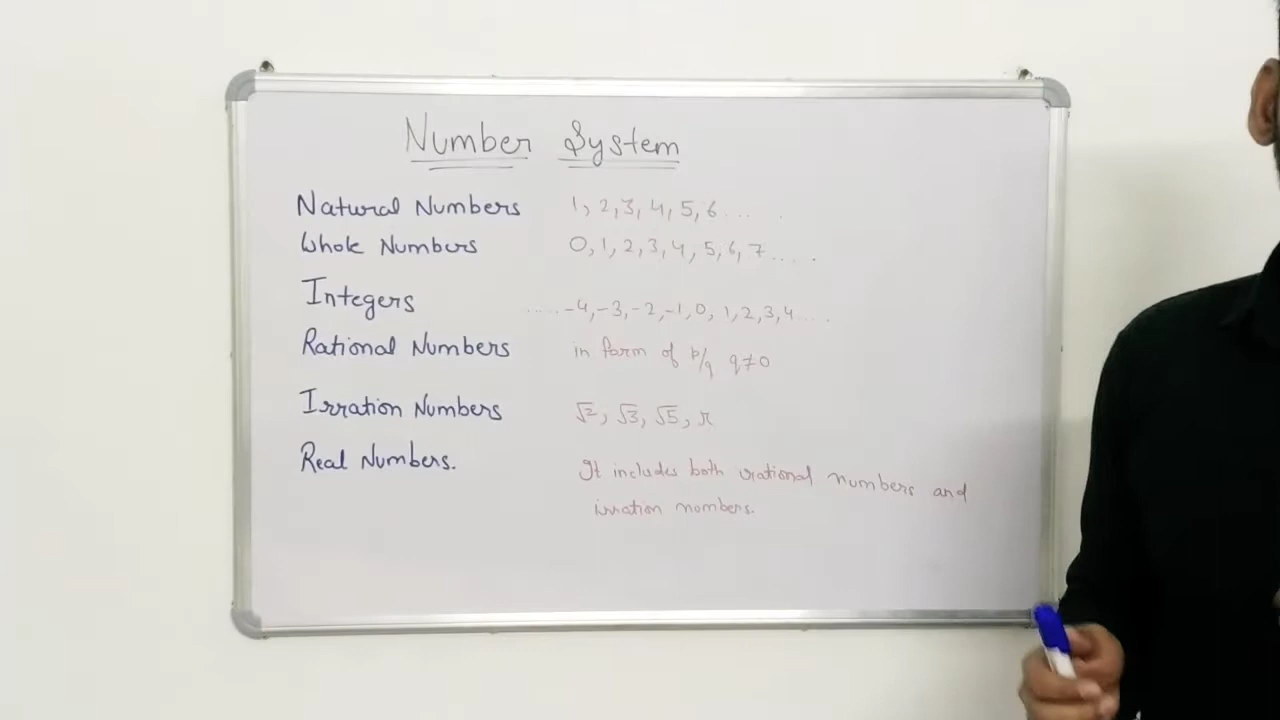 Number System
Natural Numbers 1, 2, 3, 4, 5, 6 ... .
Whole Numbers 0, 1, 2, 3, 4, 5, 6, 7 .....
Integers ..... -4, -3, -2, -1, 0, 1, 2, 3, 4 ....
Rational Numbers in form of p/q q≠0
Irration Numbers √2, √3, √5, π
Real Numbers. It includes both rational numbers and
irration numbers.